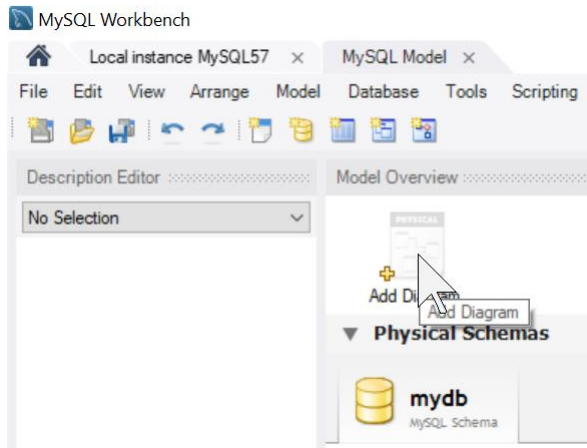 MySQL Workbench
Local instance MySQL57 × MySQL Model ×
File Edit View Arrange Model Database Tools Scripting
Description Editor Model Overview
No Selection
PHYSICAL
Add Diagram
Add Diagram
▼ Physical Schemas
mydb
MySQL Schema